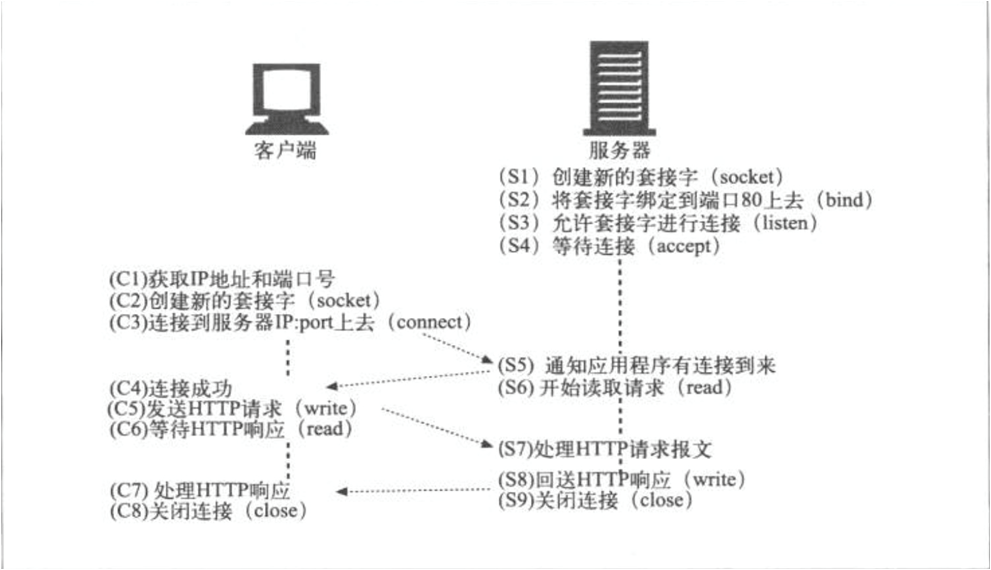 客户端
服务器
(S1) 创建新的套接字（socket）
(S2) 将套接字绑定到端口80上去（bind）
(S3) 允许套接字进行连接（listen）
(S4) 等待连接（accept）
(C1)获取IP地址和端口号
(C2)创建新的套接字（socket）
(C3)连接到服务器IP:port上去（connect）
(S5) 通知应用程序有连接到来
(S6) 开始读取请求（read）
(C4)连接成功
(C5)发送HTTP请求（write）
(C6)等待HTTP响应（read）
(S7)处理HTTP请求报文
(S8)回送HTTP响应（write）
(S9)关闭连接（close）
(C7) 处理HTTP响应
(C8)关闭连接（close）